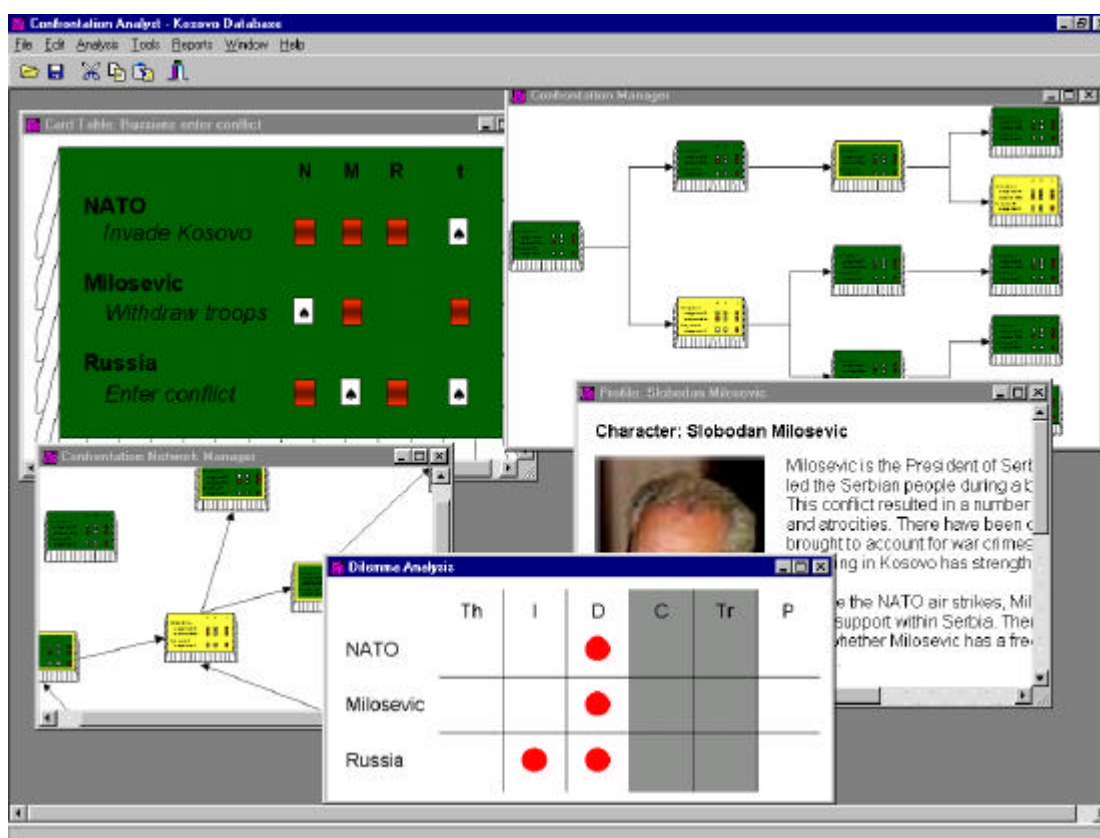 Confrontation Analyst - Kosovo Database
File Edit Analysis Tools Reports Window Help
Card Table: Russians enter conflict
N M R t
NATO
Invade Kosovo
Milosevic
Withdraw troops
Russia
Enter conflict
Confrontation Manager
Confrontation Network Manager
Profile: Slobodan Milosevic
Character: Slobodan Milosevic
Milosevic is the President of Serb
led the Serbian people during a b
This conflict resulted in a number
and atrocities. There have been c
brought to account for war crimes
ing in Kosovo has strength
e the NATO air strikes, Mil
support within Serbia. The
whether Milosevic has a fre
Dilemma Analysis
Th I D C Tr P
NATO
Milosevic
Russia